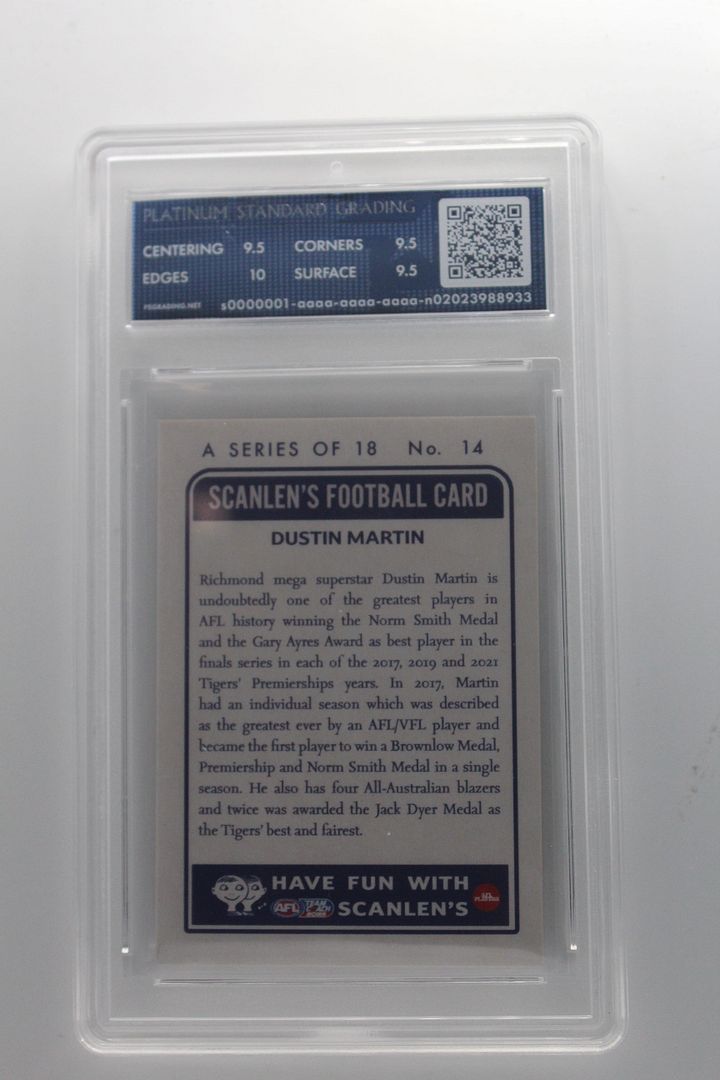 PLATINUM STANDARD GRADING
CENTERING 9.5 CORNERS 9.5
EDGES 10 SURFACE 9.5
PSGRADING.NET s0000001-aaaa-aaaa-aaaa-n02023988933
A SERIES OF 18 No. 14
SCANLEN'S FOOTBALL CARD
DUSTIN MARTIN
Richmond mega superstar Dustin Martin is
undoubtedly one of the greatest players in
AFL history winning the Norm Smith Medal
and the Gary Ayres Award as best player in the
finals series in each of the 2017, 2019 and 2021
Tigers' Premierships years. In 2017, Martin
had an individual season which was described
as the greatest ever by an AFL/VFL player and
became the first player to win a Brownlow Medal,
Premiership and Norm Smith Medal in a single
season. He also has four All-Australian blazers
and twice was awarded the Jack Dyer Medal as
the Tigers' best and fairest.
HAVE FUN WITH
AFL TEAM COACH SCANLEN'S